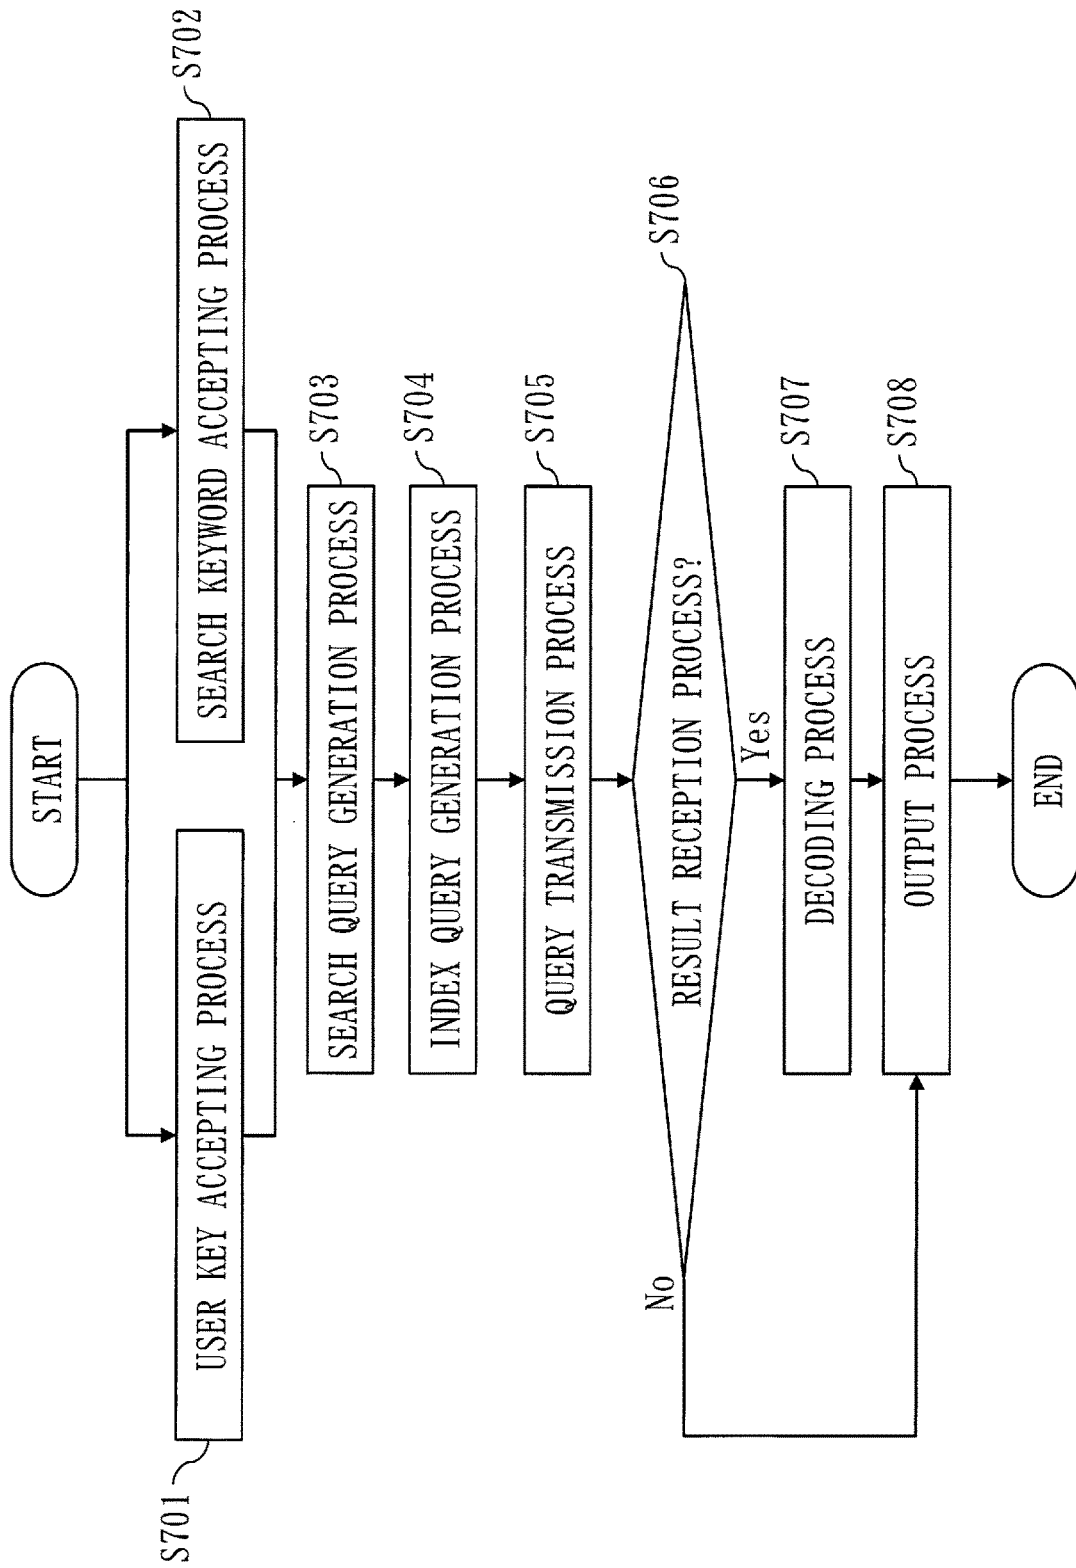 START
S701
USER KEY ACCEPTING PROCESS
S702
SEARCH KEYWORD ACCEPTING PROCESS
S703
SEARCH QUERY GENERATION PROCESS
S704
INDEX QUERY GENERATION PROCESS
S705
QUERY TRANSMISSION PROCESS
S706
RESULT RECEPTION PROCESS?
No
Yes
S707
DECODING PROCESS
S708
OUTPUT PROCESS
END